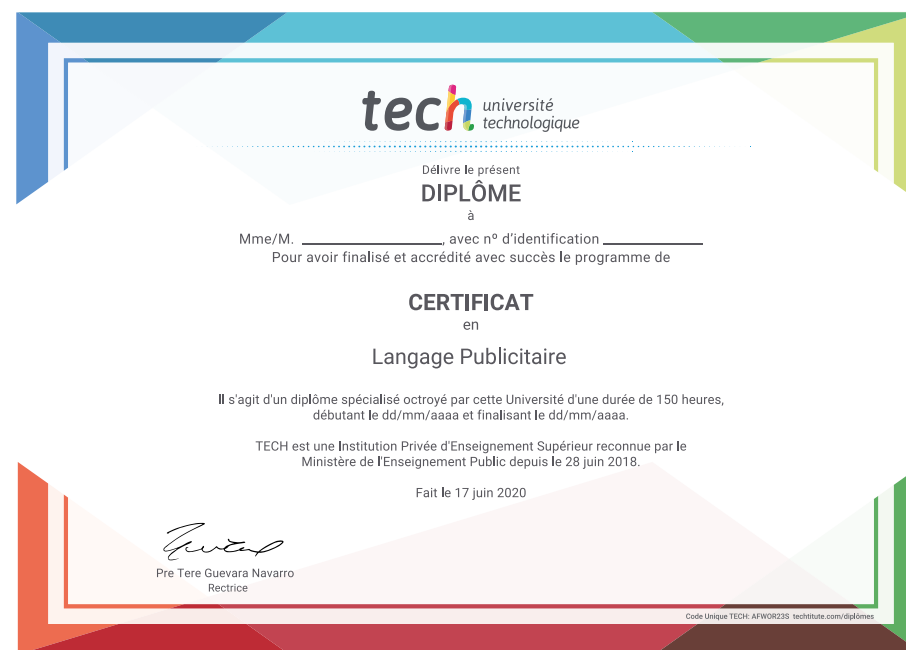 tech université
technologique
Délivre le présent
DIPLÔME
à
Mme/M. ____________________, avec nº d'identification ______________
Pour avoir finalisé et accrédité avec succès le programme de
CERTIFICAT
en
Langage Publicitaire
Il s'agit d'un diplôme spécialisé octroyé par cette Université d'une durée de 150 heures,
débutant le dd/mm/aaaa et finalisant le dd/mm/aaaa.
TECH est une Institution Privée d'Enseignement Supérieur reconnue par le
Ministère de l'Enseignement Public depuis le 28 juin 2018.
Fait le 17 juin 2020
Pre Tere Guevara Navarro
Rectrice
Code Unique TECH: AFWOR23S techtitute.com/diplômes